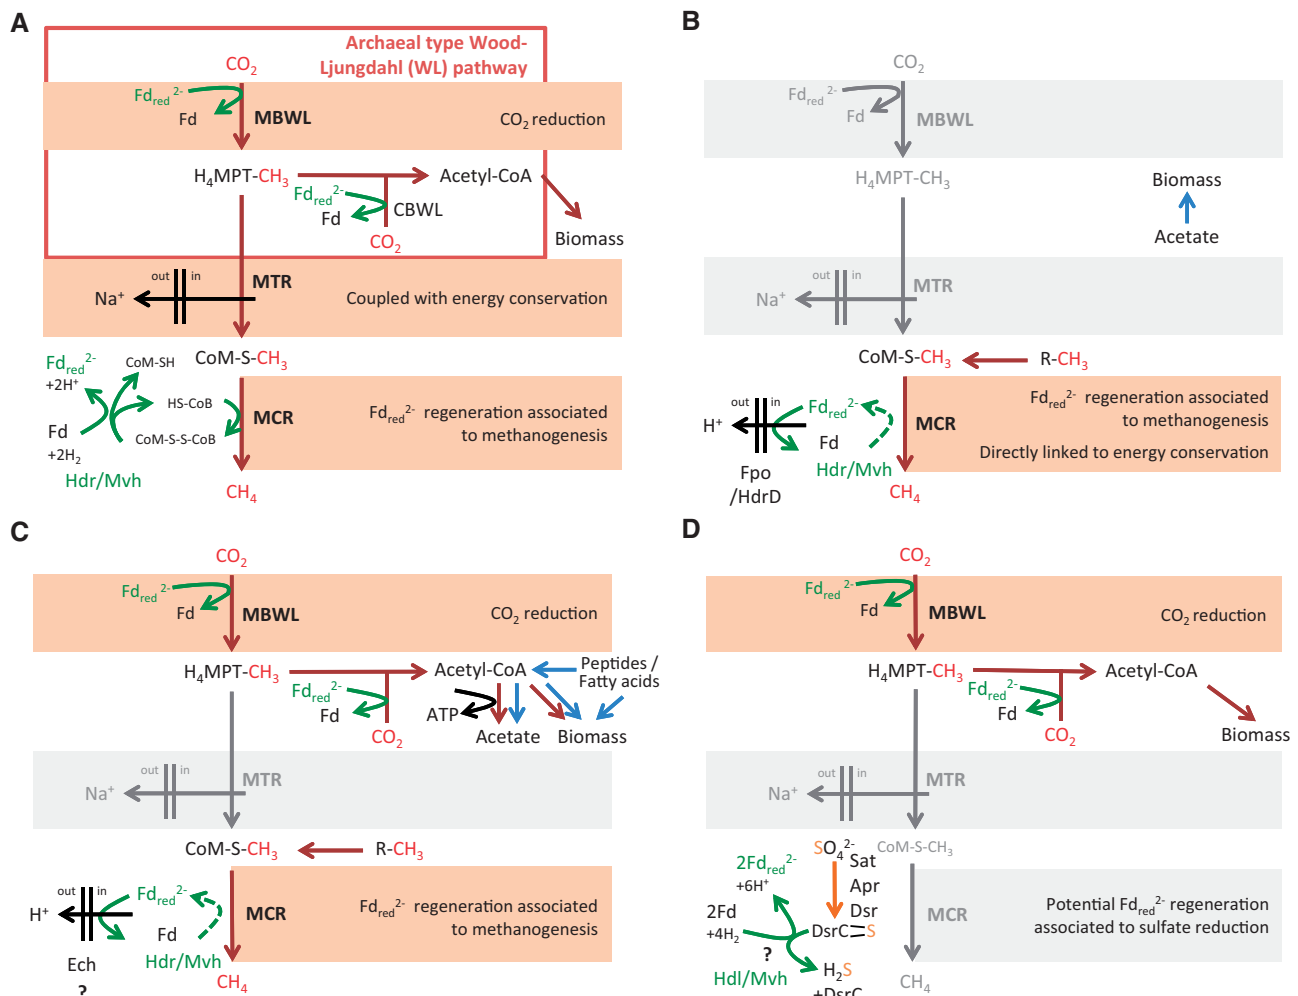 A
Archaeal type Wood-
Ljungdahl (WL) pathway
CO2
Fdred2-
Fd
MBWL
CO2 reduction
H4MPT-CH3
Acetyl-CoA
Fdred2-
Fd
CBWL
CO2
Biomass
out
in
MTR
Na+
Coupled with energy conservation
CoM-S-CH3
Fdred2-
+2H+
CoM-SH
HS-CoB
Fd
+2H2
CoM-S-S-CoB
Hdr/Mvh
MCR
Fdred2- regeneration associated
to methanogenesis
CH4
B
CO2
Fdred2-
Fd
MBWL
H4MPT-CH3
Biomass
Acetate
out
in
MTR
Na+
CoM-S-CH3
R-CH3
out
in
H+
Fdred2-
Fd
Hdr/Mvh
Fpo
/HdrD
MCR
Fdred2- regeneration associated
to methanogenesis
Directly linked to energy conservation
CH4
C
CO2
Fdred2-
Fd
MBWL
CO2 reduction
H4MPT-CH3
Acetyl-CoA
Peptides /
Fatty acids
Fdred2-
Fd
CO2
ATP
Acetate
Biomass
out
in
MTR
Na+
CoM-S-CH3
R-CH3
out
in
H+
Fdred2-
Fd
Hdr/Mvh
Ech
?
MCR
Fdred2- regeneration associated
to methanogenesis
CH4
D
CO2
Fdred2-
Fd
MBWL
CO2 reduction
H4MPT-CH3
Acetyl-CoA
Fdred2-
Fd
CO2
Biomass
out
in
MTR
Na+
SO42-
CoM-S-CH3
2Fdred2-
+6H+
Sat
Apr
Dsr
2Fd
+4H2
DsrC=S
?
Hdl/Mvh
H2S
+DsrC
MCR
Potential Fdred2- regeneration
associated to sulfate reduction
CH4